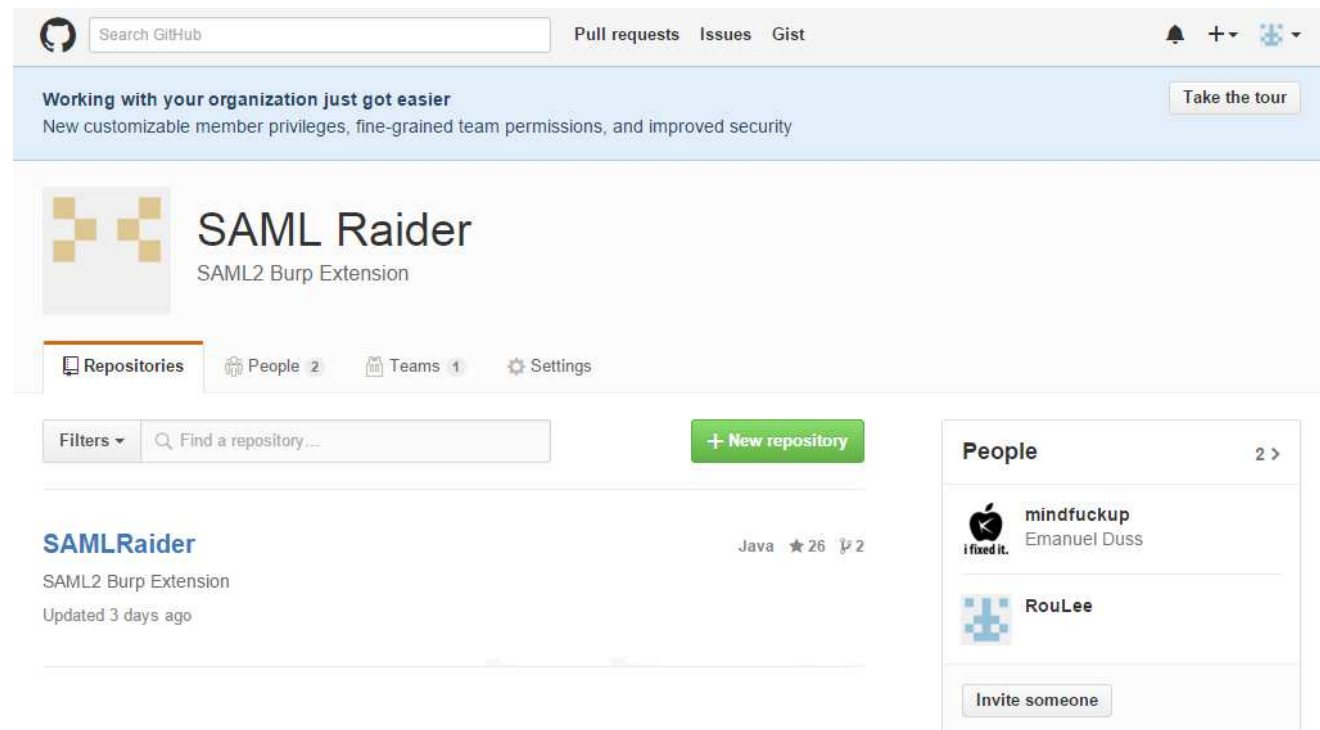 Search GitHub
Pull requests Issues Gist
Working with your organization just got easier
Take the tour
New customizable member privileges, fine-grained team permissions, and improved security
SAML Raider
SAML2 Burp Extension
Repositories People 2 Teams 1 Settings
Filters Find a repository... New repository
SAMLRaider
Java 26 2
SAML2 Burp Extension
Updated 3 days ago
People 2
mindfuckup
Emanuel Duss
i fixed it.
RouLee
Invite someone